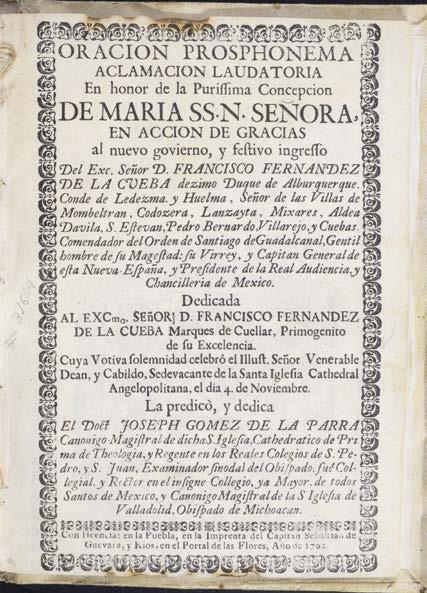 ORACION PROSPHONEMA
ACLAMACION LAUDATORIA
En honor de la Purissima Concepcion
DE MARIA SS. N. SEÑORA,
EN ACCION DE GRACIAS
al nuevo govierno, y festivo ingresso
Del Exc. Señor D. FRANCISCO FERNANDEZ
DE LA CUEBA dezimo Duque de Alburquerque.
Conde de Ledezma. y Huelma, Señor de las Villas de
Mombeltran, Codozera, Lanzayta, Mixares, Aldea
Davila, S. Estevan, Pedro Bernardo, Villarejo, y Cuebas.
Comendador del Orden de Santiago de Guadalcanal, Gentil
hombre de su Magestad: su Virrey, y Capitan General de
esta Nueva-España, y Presidente de la Real Audiencia, y
Chancilleria de Mexico.
Dedicada
AL EXCmo. SEÑOR] D. FRANCISCO FERNANDEZ
DE LA CUEBA Marques de Cuellar, Primogenito
de su Excelencia.
Cuya Votiva solemnidad celebrò el Illust. Señor Venerable
Dean, y Cabildo, Sedevacante de la Santa Iglesia Cathedral
Angelopolitana, el dia 4. de Noviembre.
La predicò, y dedica
El Doct. JOSEPH GOMEZ DE LA PARRA
Canonigo Magistral de dicha S. Iglesia, Cathedratico de Pri
ma de Theologia, y Regente en los Reales Colegios de S. Pe-
dro, y S. Juan, Examinador sinodal del Obispado. fuè Col-
legial. y Rector en el insigne Collegio, ya Mayor. de todos
Santos de Mexico, y Canonigo Magistral de la S Iglesia de
Valladolid, Obispado de Michoacan.
Con licencia: en la Puebla, en la Imprenta del Capitan Sebastian de
Guevara, y Rios, en el Portal de las Flores, Año de 1702.